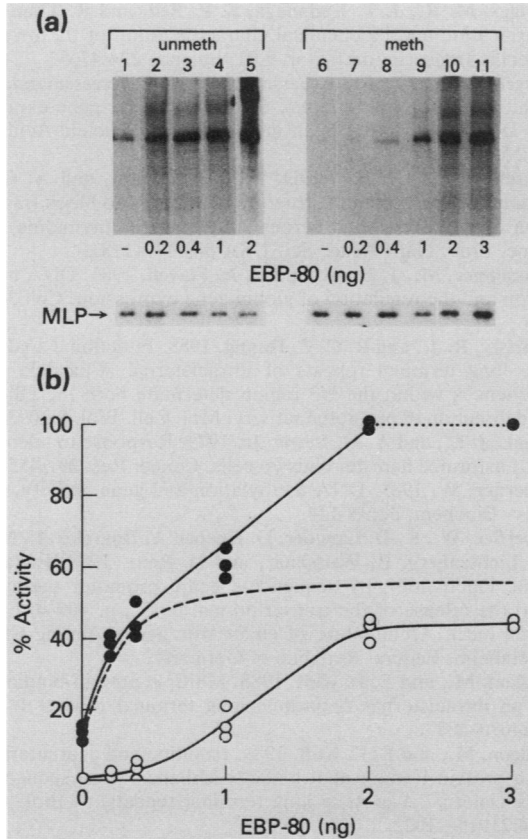 (a)
unmeth meth
1 2 3 4 5 6 7 8 9 10 11
– 0.2 0.4 1 2 – 0.2 0.4 1 2 3
EBP-80 (ng)
MLP→
(b)
100
80
60
40
20
% Activity
0 1 2 3
EBP-80 (ng)